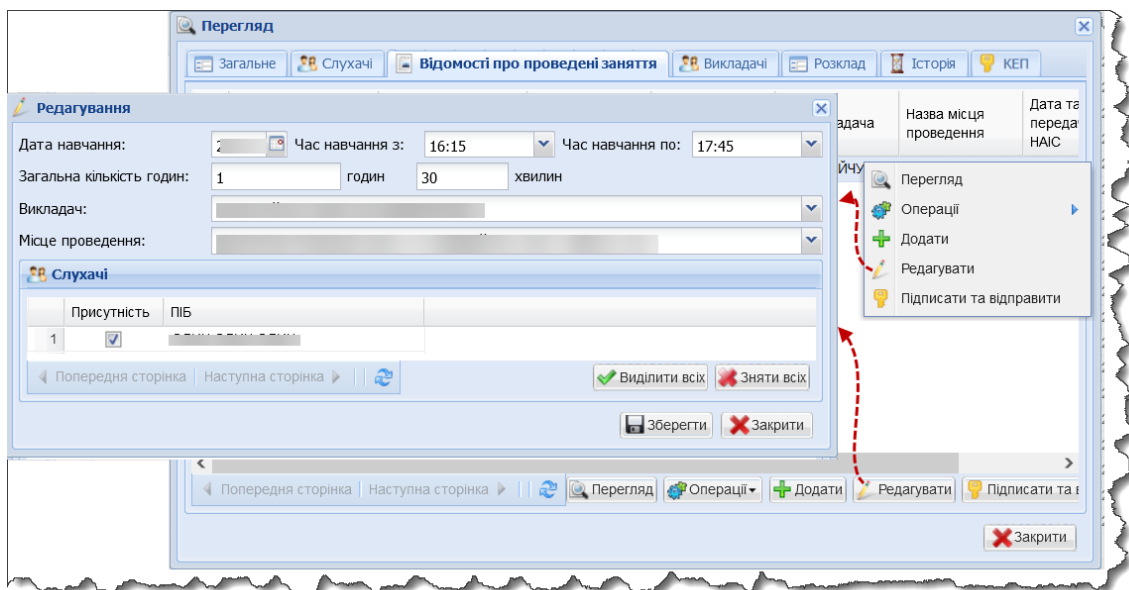 Перегляд
Загальне Слухачі Відомості про проведені заняття Викладачі Розклад Історія КЕП
Назва місця проведення
Дата та
НАІС
Перегляд
Операції
Додати
Редагувати
Підписати та відправити
Редагування
Дата навчання: Час навчання з: 16:15 Час навчання по: 17:45
Загальна кількість годин: 1 годин 30 хвилин
Викладач:
Місце проведення:
Слухачі
Присутність ПІБ
1
Попередня сторінка Наступна сторінка Виділити всіх Зняти всіх
Зберегти Закрити
Попередня сторінка Наступна сторінка Перегляд Операції Додати Редагувати Підписати та в
Закрити